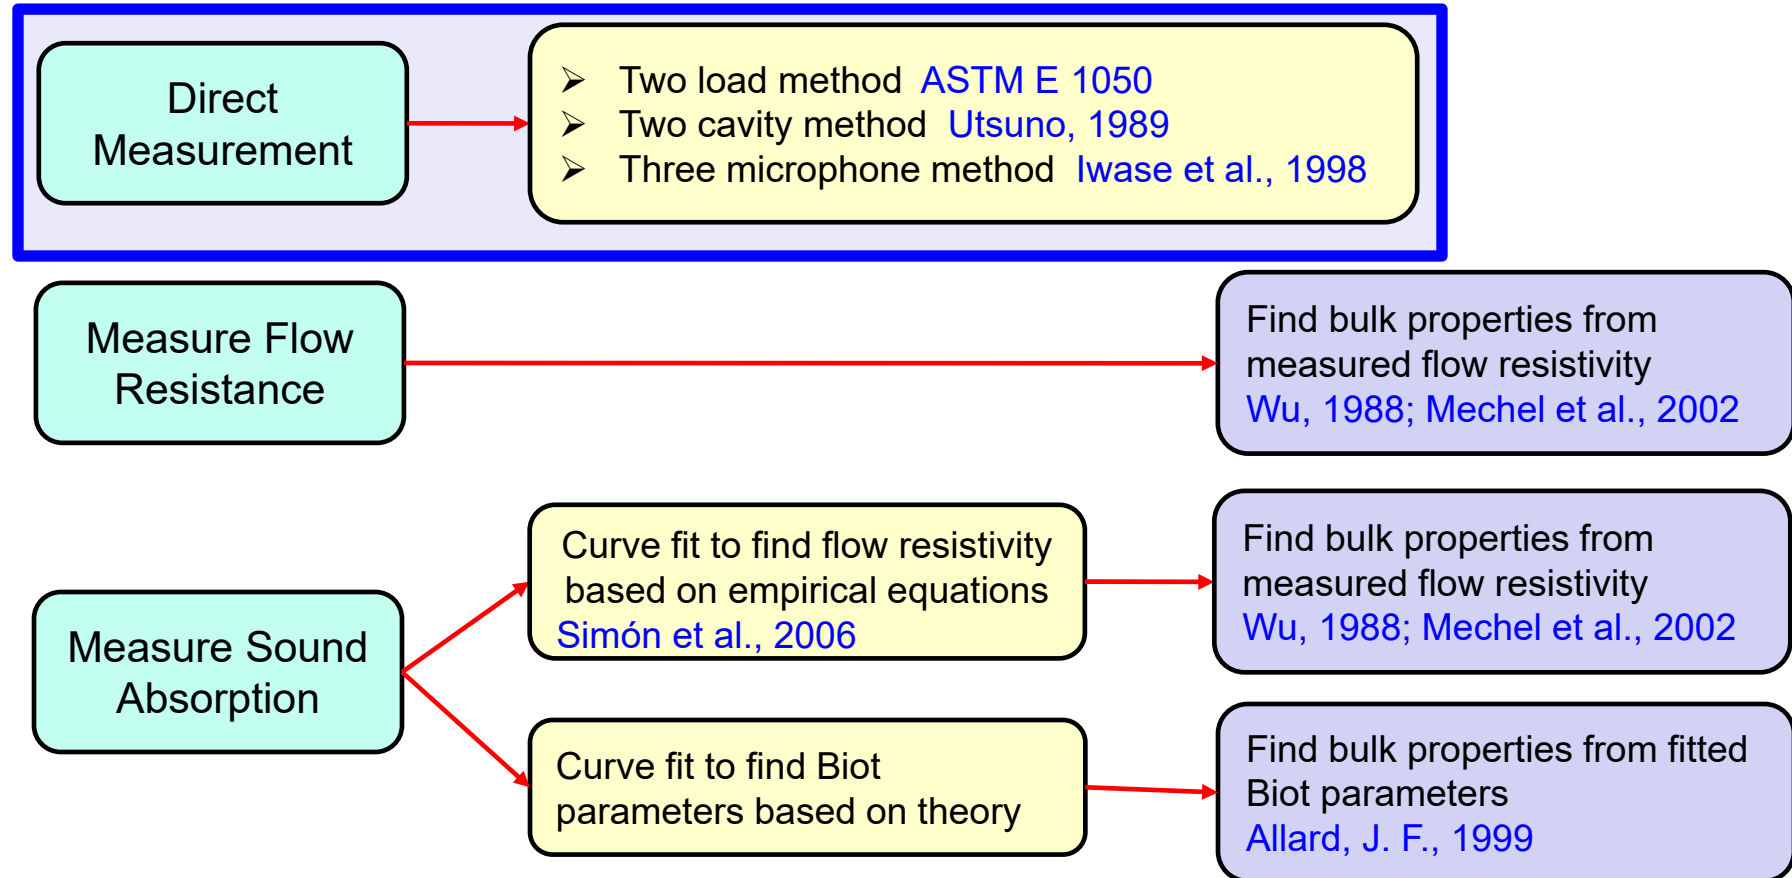 Direct
Measurement
➢ Two load method ASTM E 1050
➢ Two cavity method Utsuno, 1989
➢ Three microphone method Iwase et al., 1998
Measure Flow
Resistance
Find bulk properties from
measured flow resistivity
Wu, 1988; Mechel et al., 2002
Measure Sound
Absorption
Curve fit to find flow resistivity
based on empirical equations
Simón et al., 2006
Find bulk properties from
measured flow resistivity
Wu, 1988; Mechel et al., 2002
Curve fit to find Biot
parameters based on theory
Find bulk properties from fitted
Biot parameters
Allard, J. F., 1999